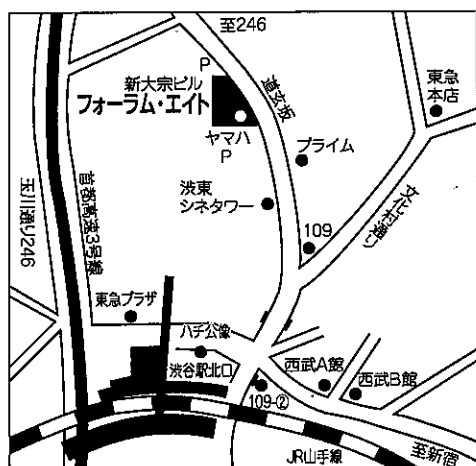 至246
P
新大宗ビル
フォーラム・エイト
ヤマハ
P
道玄坂
プライム
東急
本店
渋東
シネタワー
文化村通り
109
玉川通り246
首都高速3号線
東急プラザ
ハチ公像
渋谷駅北口
西武A館
西武B館
109-②
至新宿
JR山手線